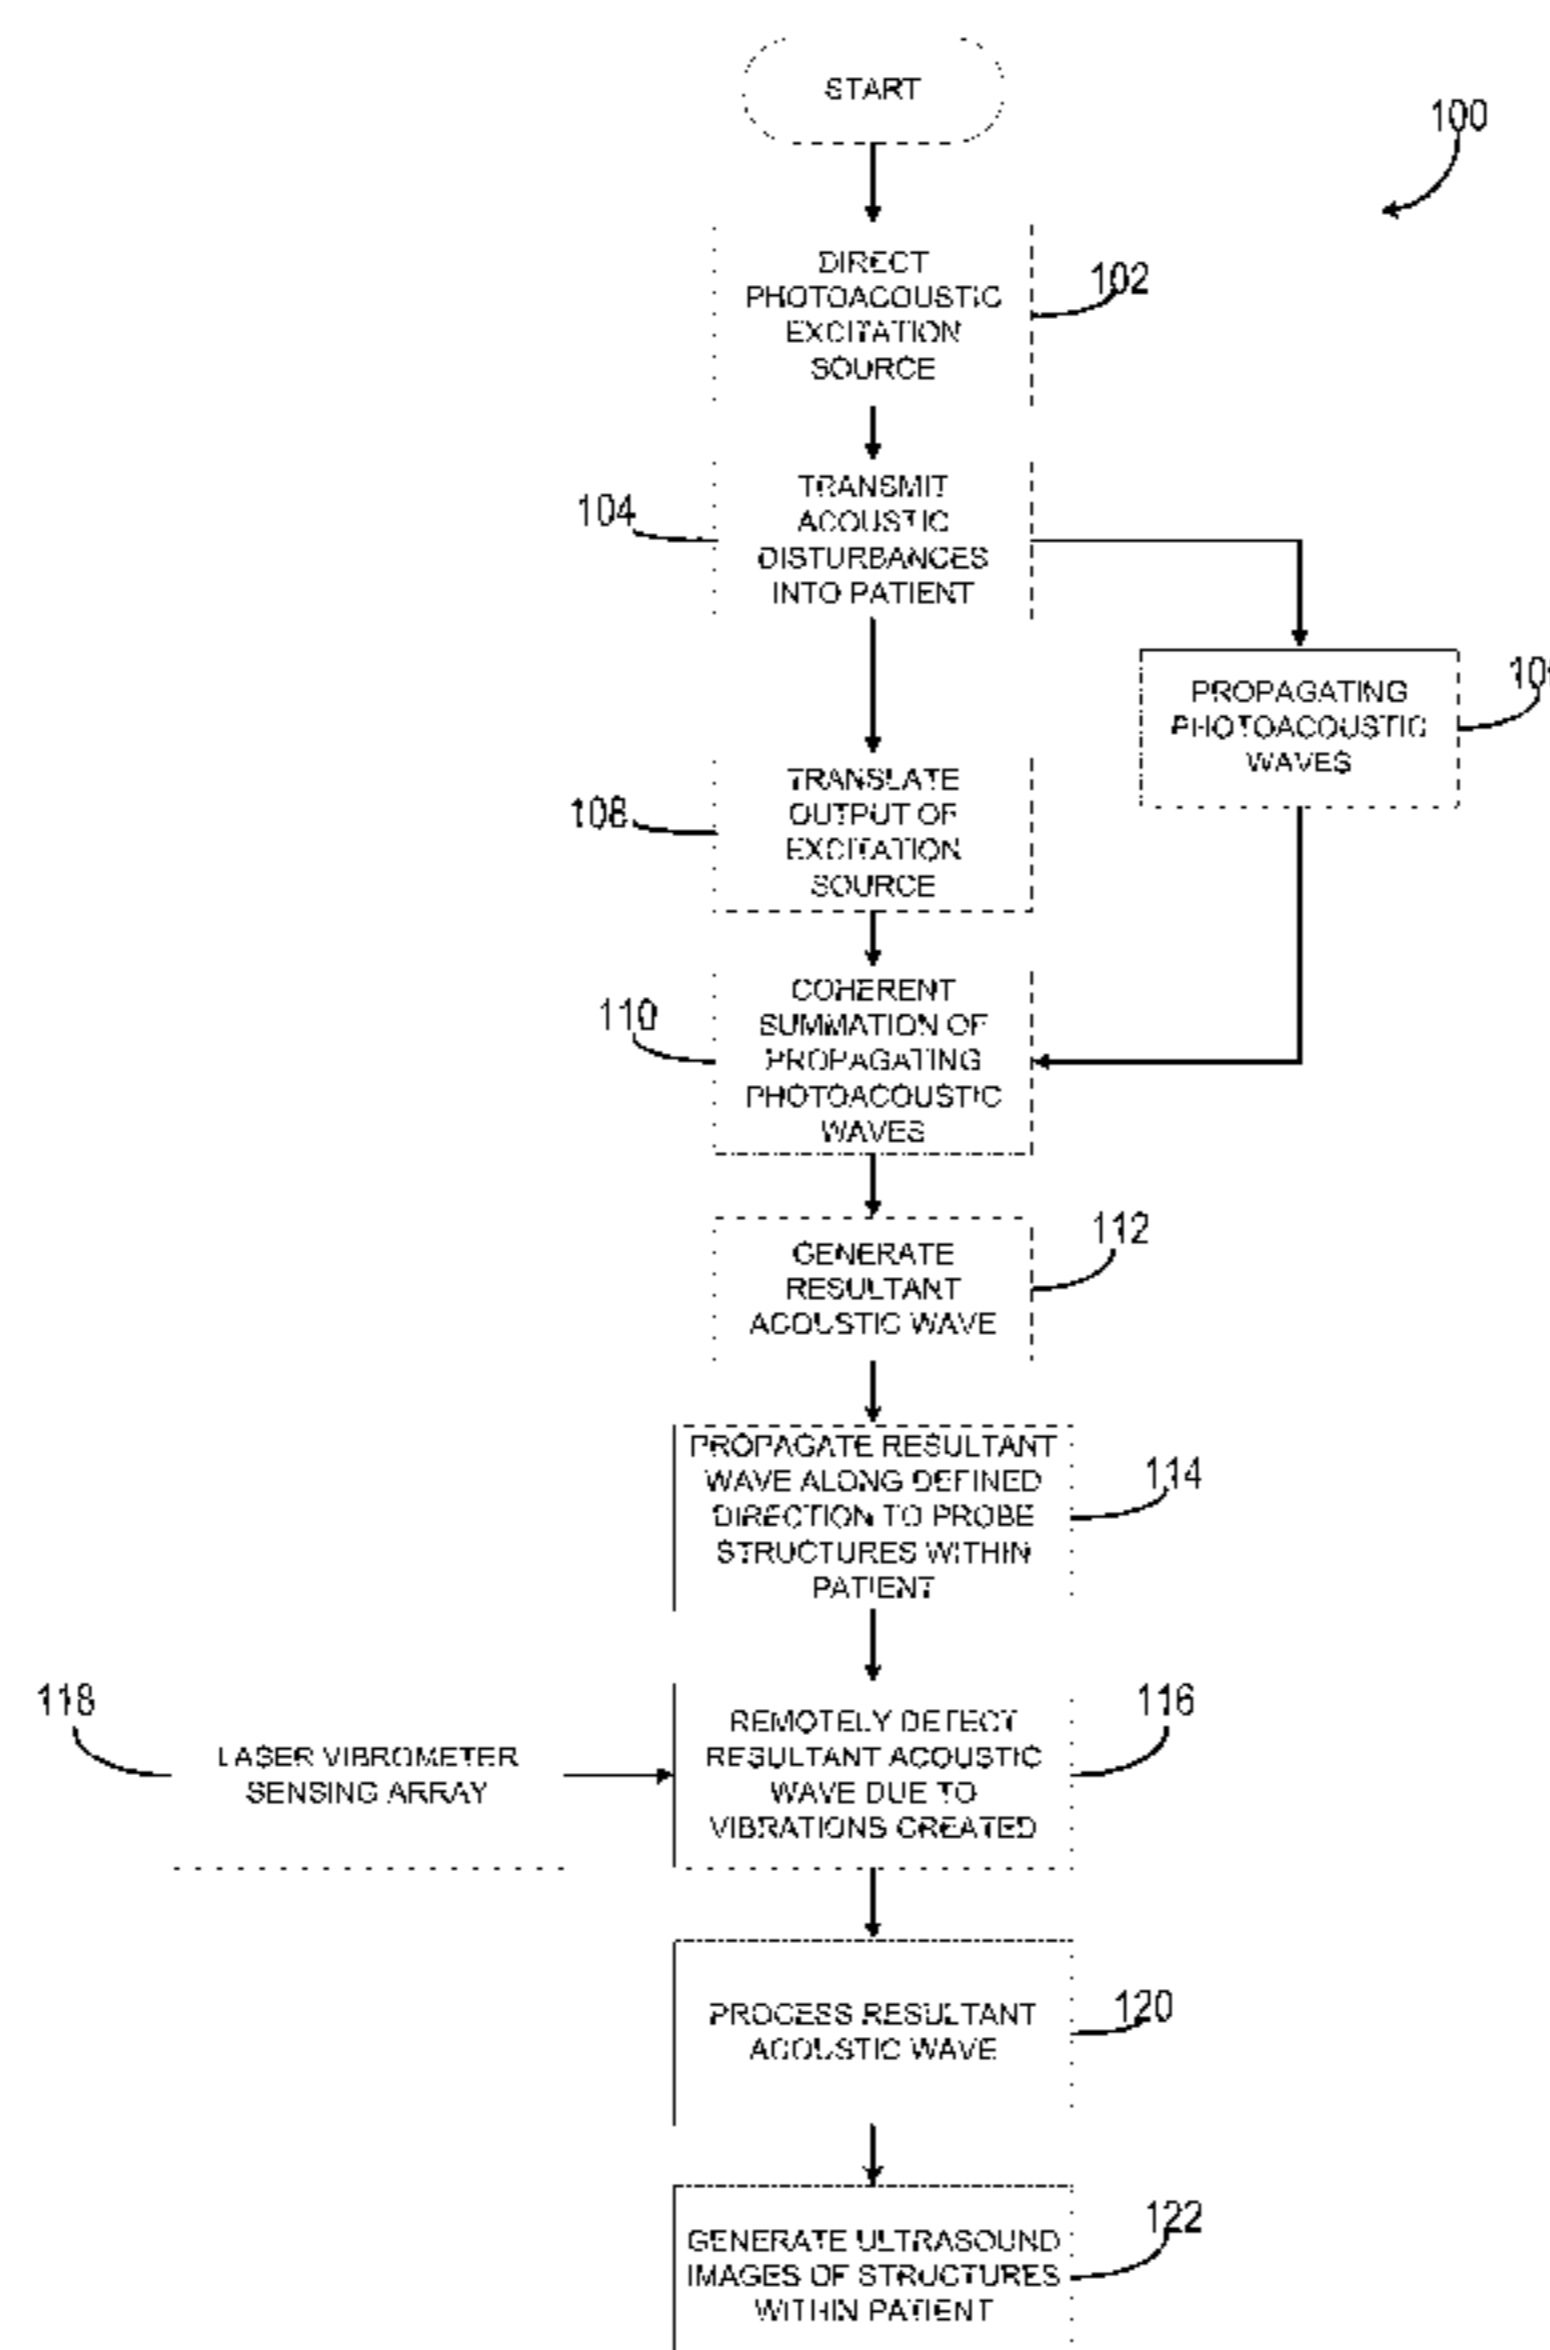 START
100
DIRECT
PHOTOACOUSTIC
EXCITATION
SOURCE
102
TRANSMIT
ACOUSTIC
DISTURBANCES
INTO PATIENT
104
PROPAGATING
PHOTOACOUSTIC
WAVES
TRANSLATE
OUTPUT OF
EXCITATION
SOURCE
108
COHERENT
SUMMATION OF
PROPAGATING
PHOTOACOUSTIC
WAVES
110
GENERATE
RESULTANT
ACOUSTIC WAVE
112
PROPAGATE RESULTANT
WAVE ALONG DEFINED
DIRECTION TO PROBE
STRUCTURES WITHIN
PATIENT
114
118
LASER VIBROMETER
SENSING ARRAY
REMOTELY DETECT
RESULTANT ACOUSTIC
WAVE DUE TO
VIBRATIONS CREATED
116
PROCESS RESULTANT
ACOUSTIC WAVE
120
GENERATE ULTRASOUND
IMAGES OF STRUCTURES
WITHIN PATIENT
122